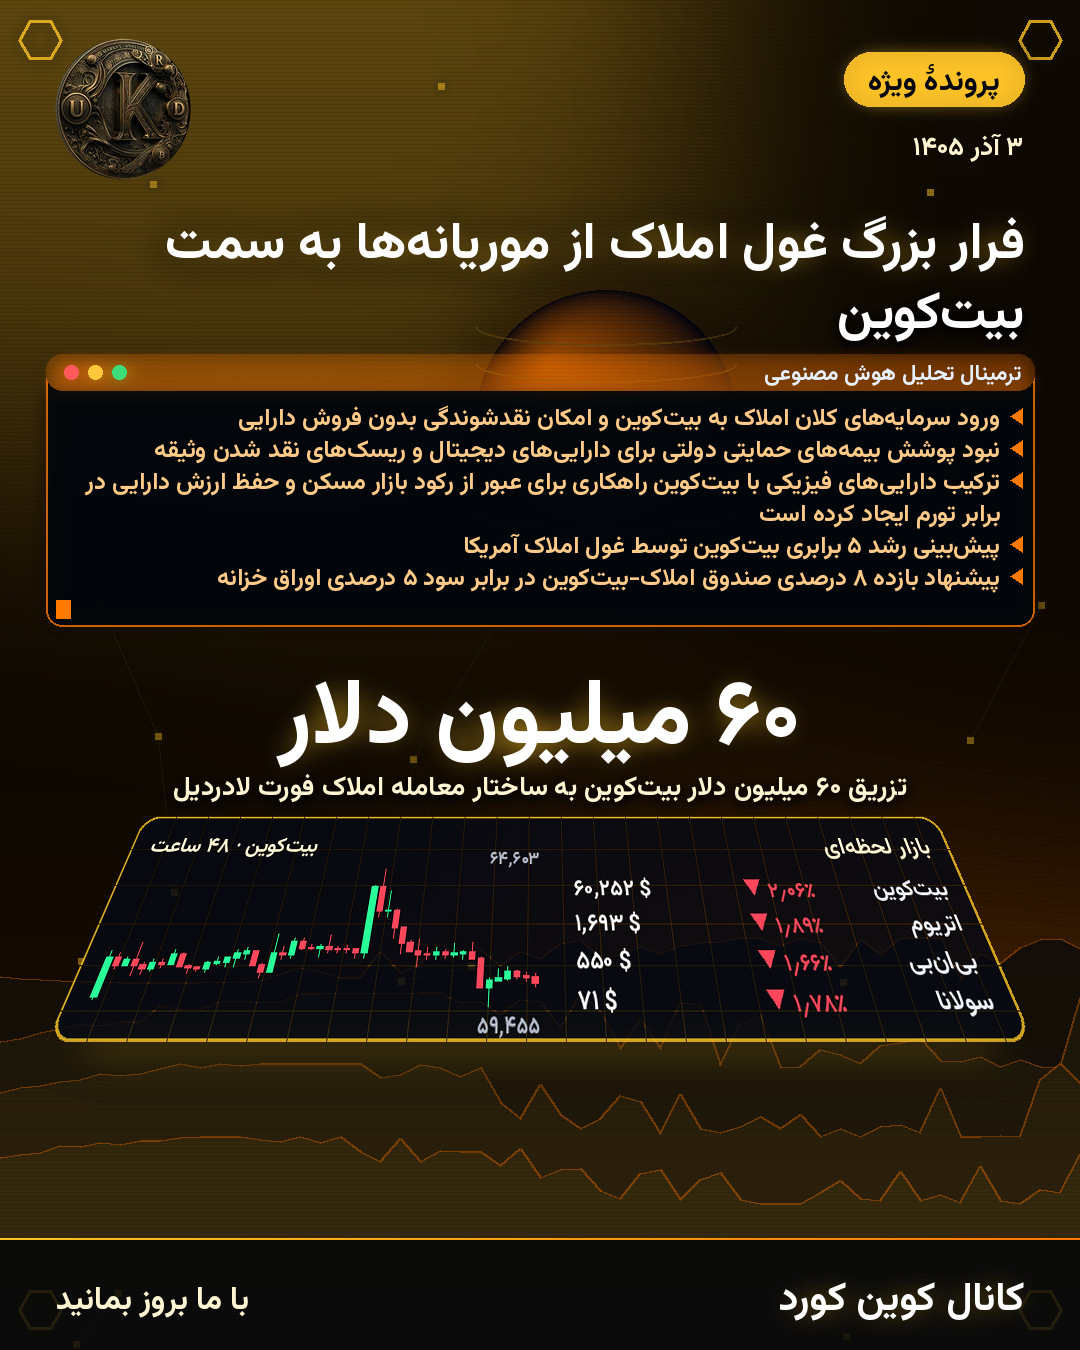 پروندهٔ ویژه
۳ آذر ۱۴۰۵
فرار بزرگ غول املاک از موریانه‌ها به سمت
بیت‌کوین
ترمینال تحلیل هوش مصنوعی
ورود سرمایه‌های کلان املاک به بیت‌کوین و امکان نقدشوندگی بدون فروش دارایی
نبود پوشش بیمه‌های حمایتی دولتی برای دارایی‌های دیجیتال و ریسک‌های نقد شدن وثیقه
ترکیب دارایی‌های فیزیکی با بیت‌کوین راهکاری برای عبور از رکود بازار مسکن و حفظ ارزش دارایی در
برابر تورم ایجاد کرده است
پیش‌بینی رشد ۵ برابری بیت‌کوین توسط غول املاک آمریکا
پیشنهاد بازده ۸ درصدی صندوق املاک-بیت‌کوین در برابر سود ۵ درصدی اوراق خزانه
۶۰ میلیون دلار
تزریق ۶۰ میلیون دلار بیت‌کوین به ساختار معامله املاک فورت لادردیل
بازار لحظه‌ای
بیت‌کوین ۲٫۰۶٪ ▼ ۶۰,۲۵۲ $
اتریوم ۱٫۸۹٪ ▼ ۱,۶۹۳ $
بی‌ان‌بی ۱٫۶۶٪ ▼ ۵۵۰ $
سولانا ۱٫۷۸٪ ▼ ۷۱ $
بیت‌کوین · ۴۸ ساعت
۶۴,۶۰۳
۵۹,۴۵۵
کانال کوین کورد
با ما بروز بمانید
K
U
D
R